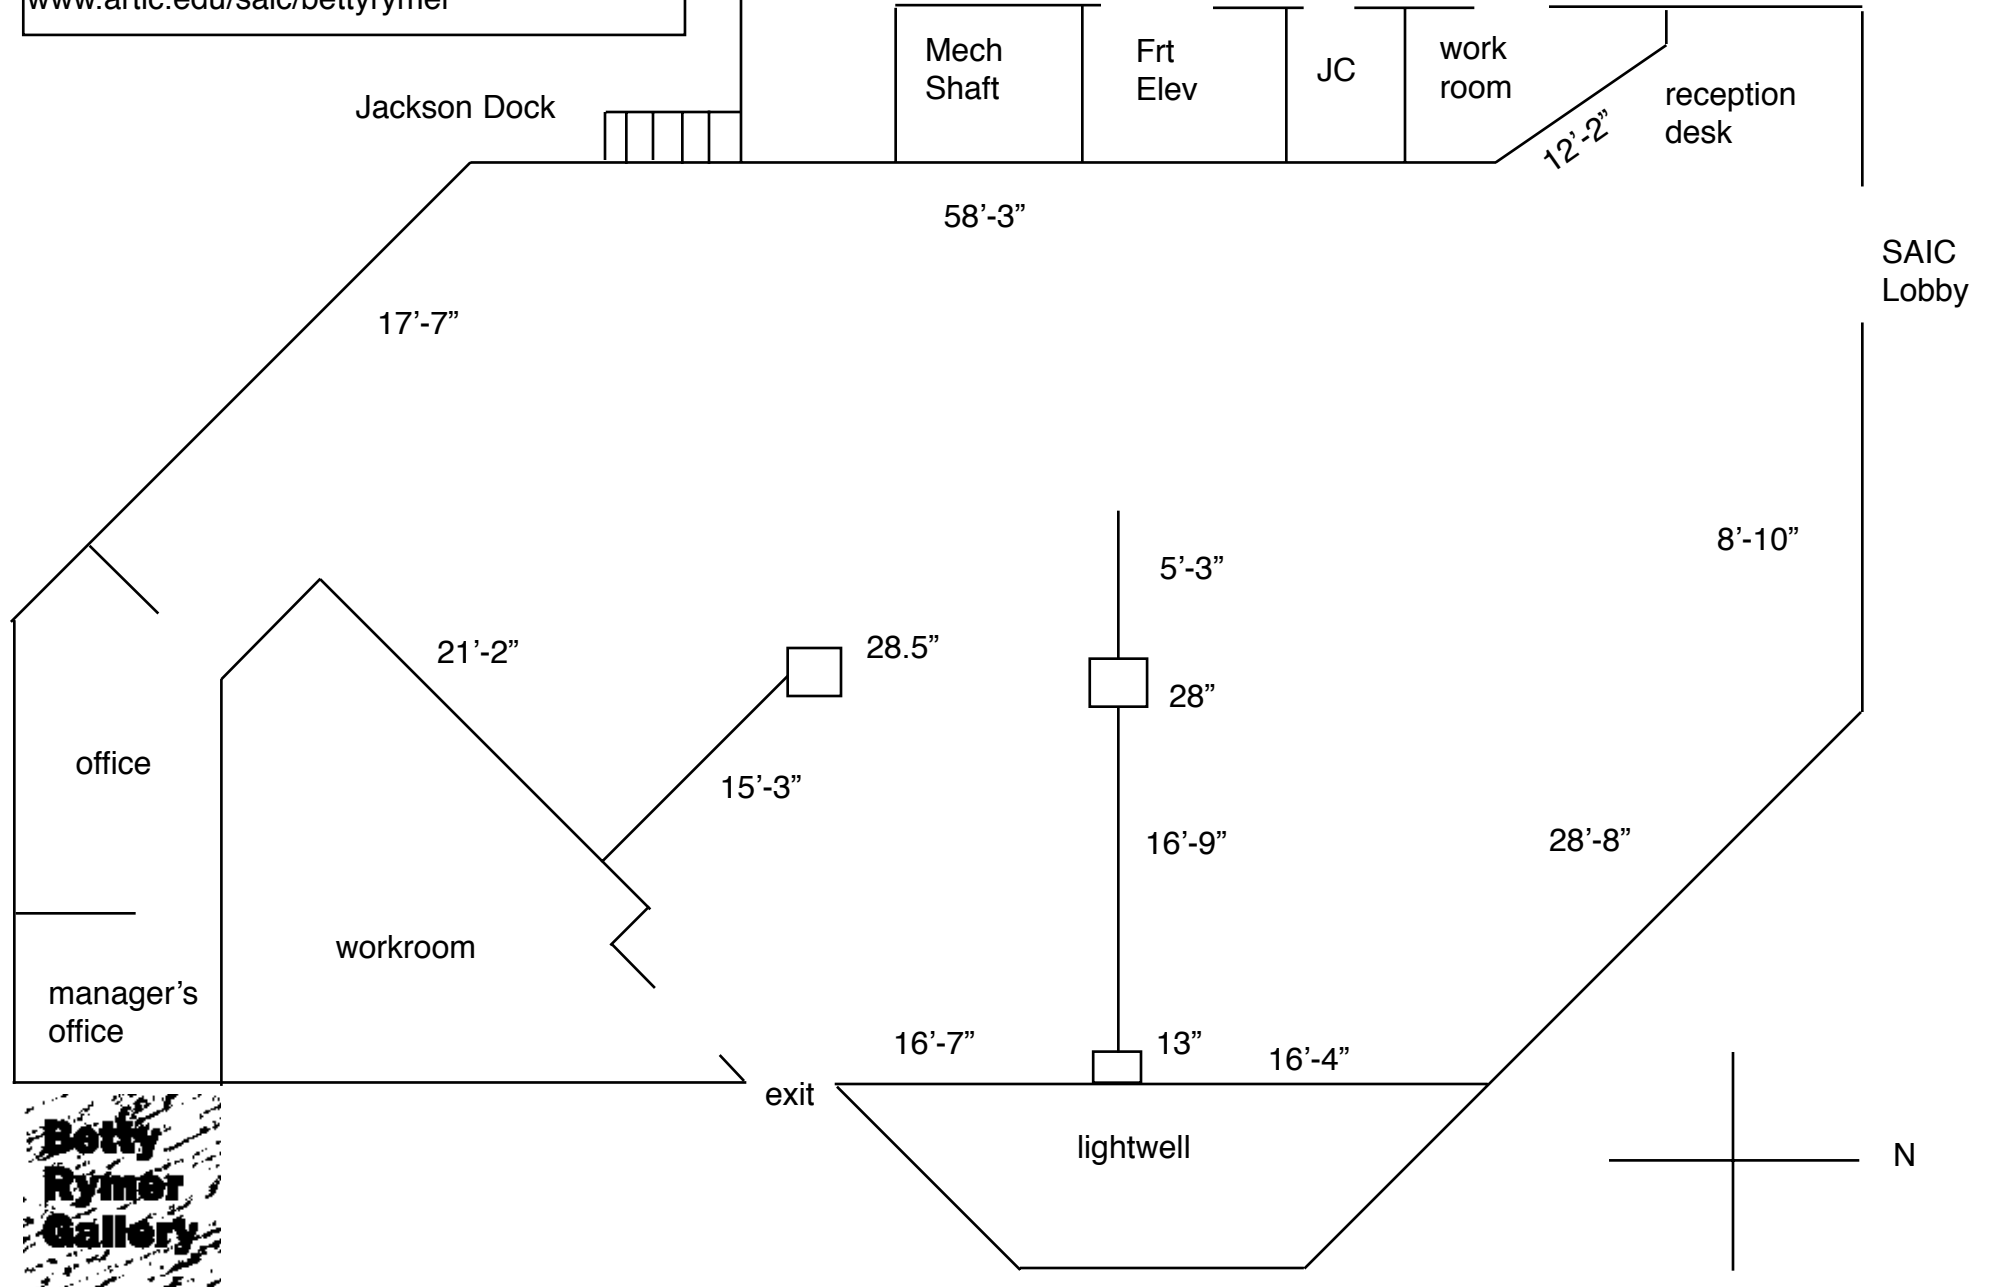 www.artic.edu/saic/bettyrymer
Mech
Shaft
Frt
Elev
JC
work
room
reception
desk
Jackson Dock
12’-2”
58’-3”
SAIC
Lobby
17’-7”
8’-10”
5’-3”
21’-2”
28.5”
28”
office
15’-3”
16’-9”
28’-8”
workroom
manager’s
office
16’-7”
13”
16’-4”
exit
lightwell
N
Betty
Rymer
Gallery